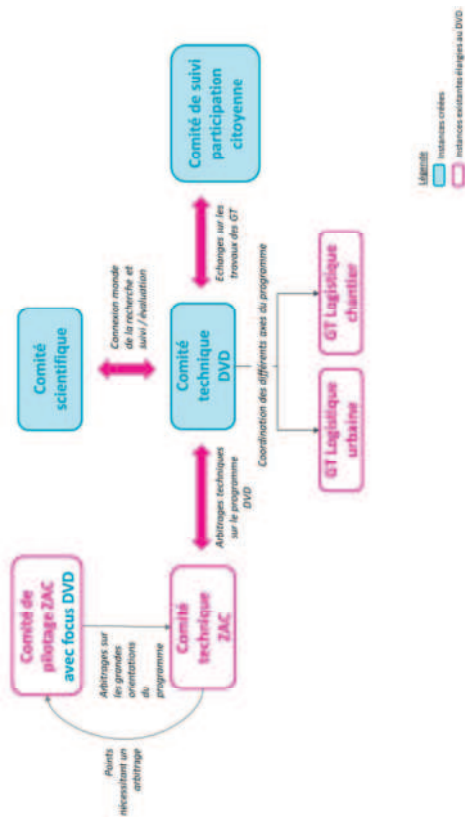 Comité de
pilotage ZAC
avec focus DVD
Points
nécessitant un
arbitrage
Arbitrages sur
les grandes
orientations
du
programme
Comité
technique
ZAC
Arbitrages techniques
sur le programme
DVD
Comité
scientifique
Connexion monde
de la recherche et
suivi / évaluation
Comité
technique
DVD
Echanges sur les
travaux des GT
Comité de suivi
participation
citoyenne
Coordination des différents axes du programme
GT Logistique
urbaine
GT Logistique
chantier
Légende
Instances créées
Instances existantes élargies au DVD